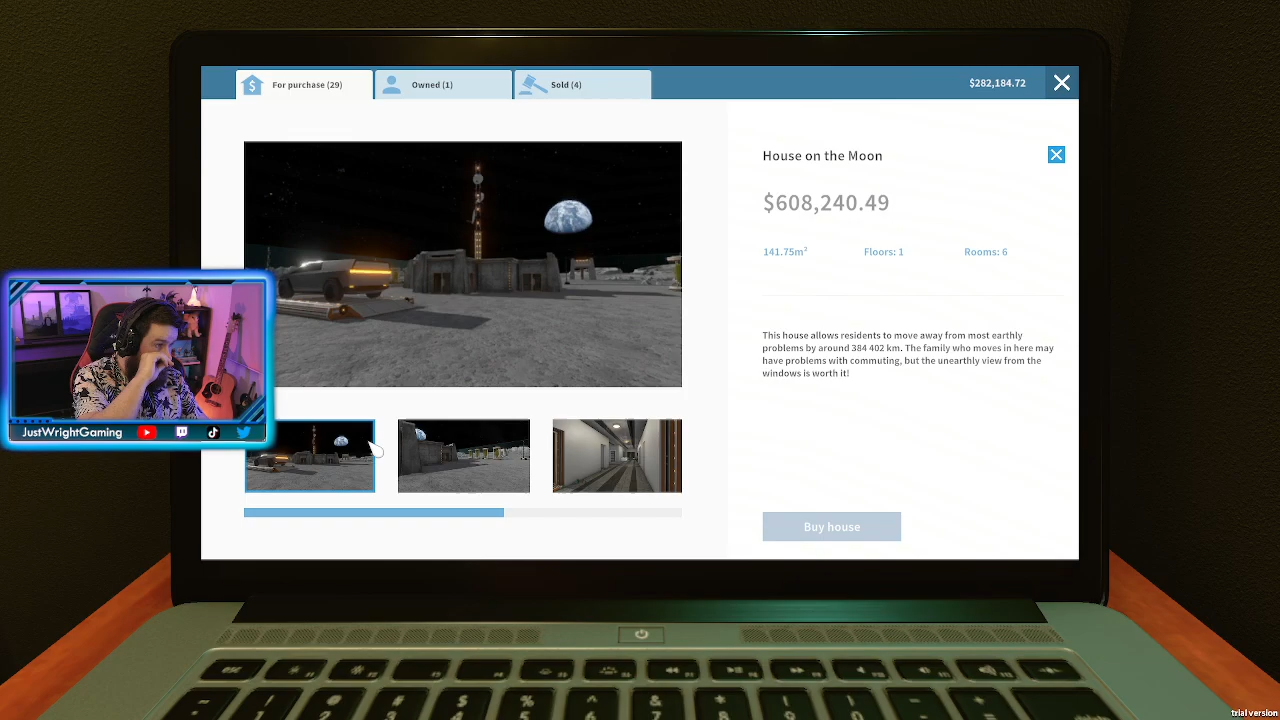 For purchase (29)
Owned (1)
Sold (4)
$282,184.72
House on the Moon
$608,240.49
141.75m²
Floors: 1
Rooms: 6
This house allows residents to move away from most earthly
problems by around 384 402 km. The family who moves in here may
have problems with commuting, but the unearthly view from the
windows is worth it!
Buy house
JustWrightGaming
trial version